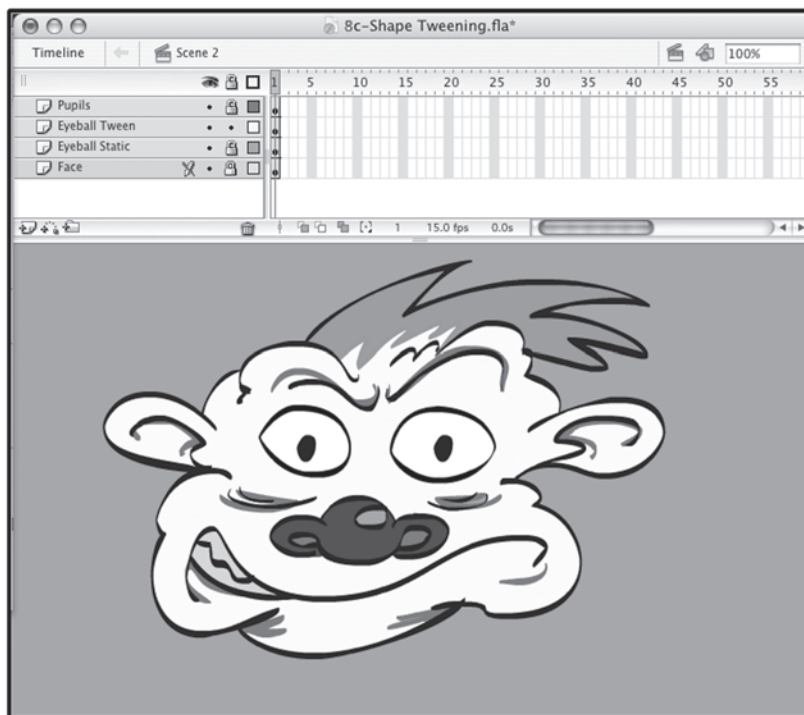 8c-Shape Tweening.fla*
Timeline Scene 2 100%
1 5 10 15 20 25 30 35 40 45 50 55
Pupils
Eyeball Tween
Eyeball Static
Face
1 15.0 fps 0.0s